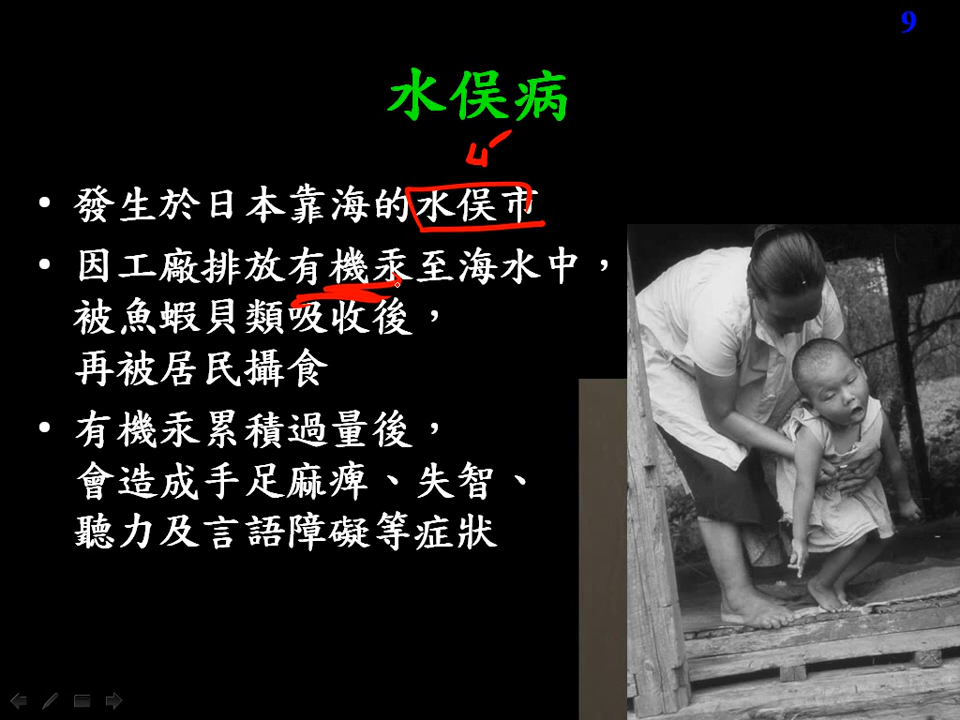 9
水俣病
ㄐˊ
• 發生於日本靠海的水俣市
• 因工廠排放有機汞至海水中，
被魚蝦貝類吸收後，
再被居民攝食
• 有機汞累積過量後，
會造成手足麻痺、失智、
聽力及言語障礙等症狀